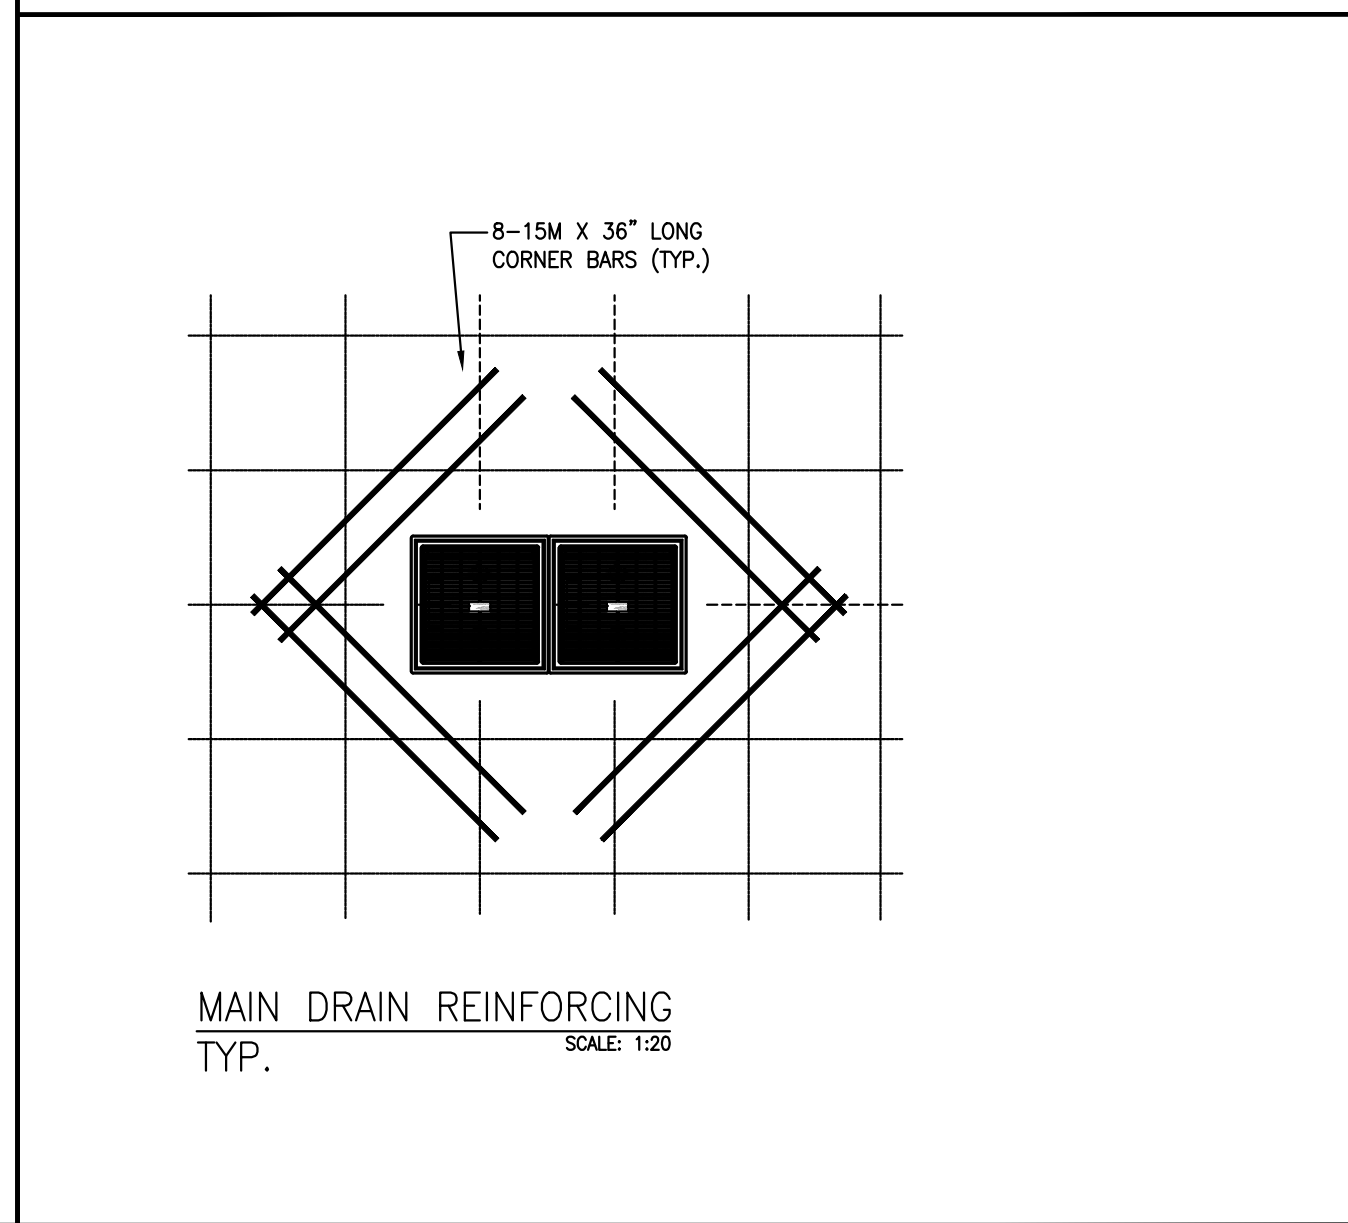 8-15M X 36" LONG
CORNER BARS (TYP.)
MAIN DRAIN REINFORCING
SCALE: 1:20
TYP.